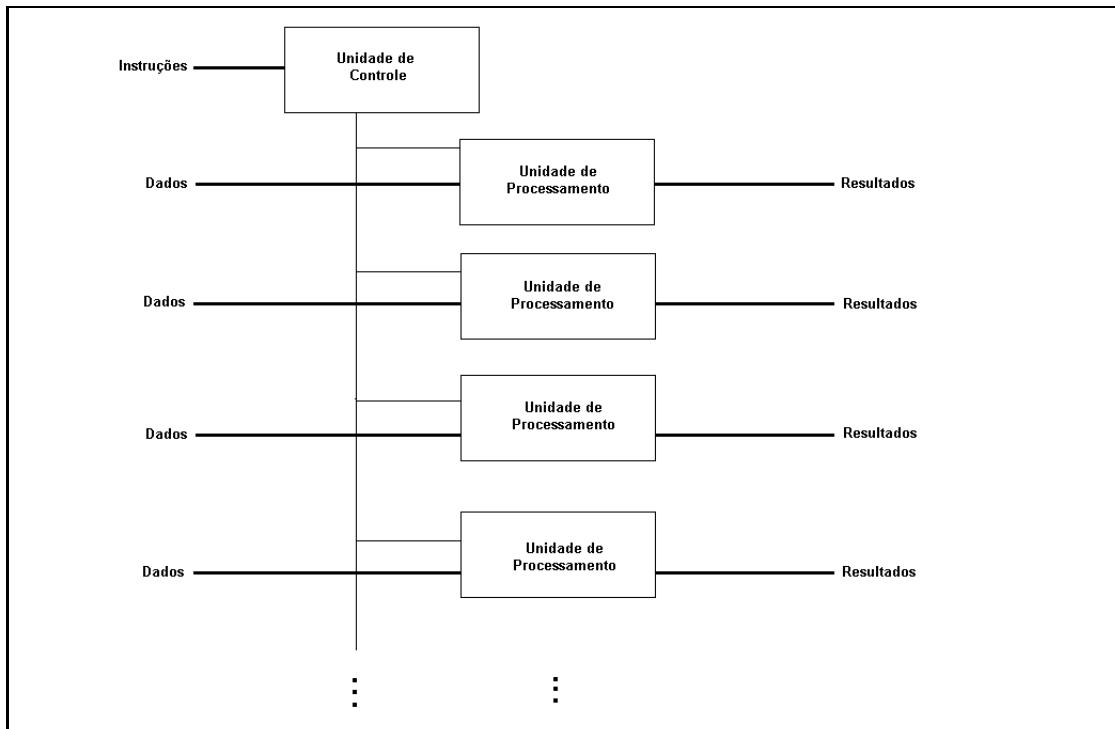 Unidade de
Controle
Instruções
Unidade de
Processamento
Dados
Resultados
Unidade de
Processamento
Dados
Resultados
Unidade de
Processamento
Dados
Resultados
Unidade de
Processamento
Dados
Resultados